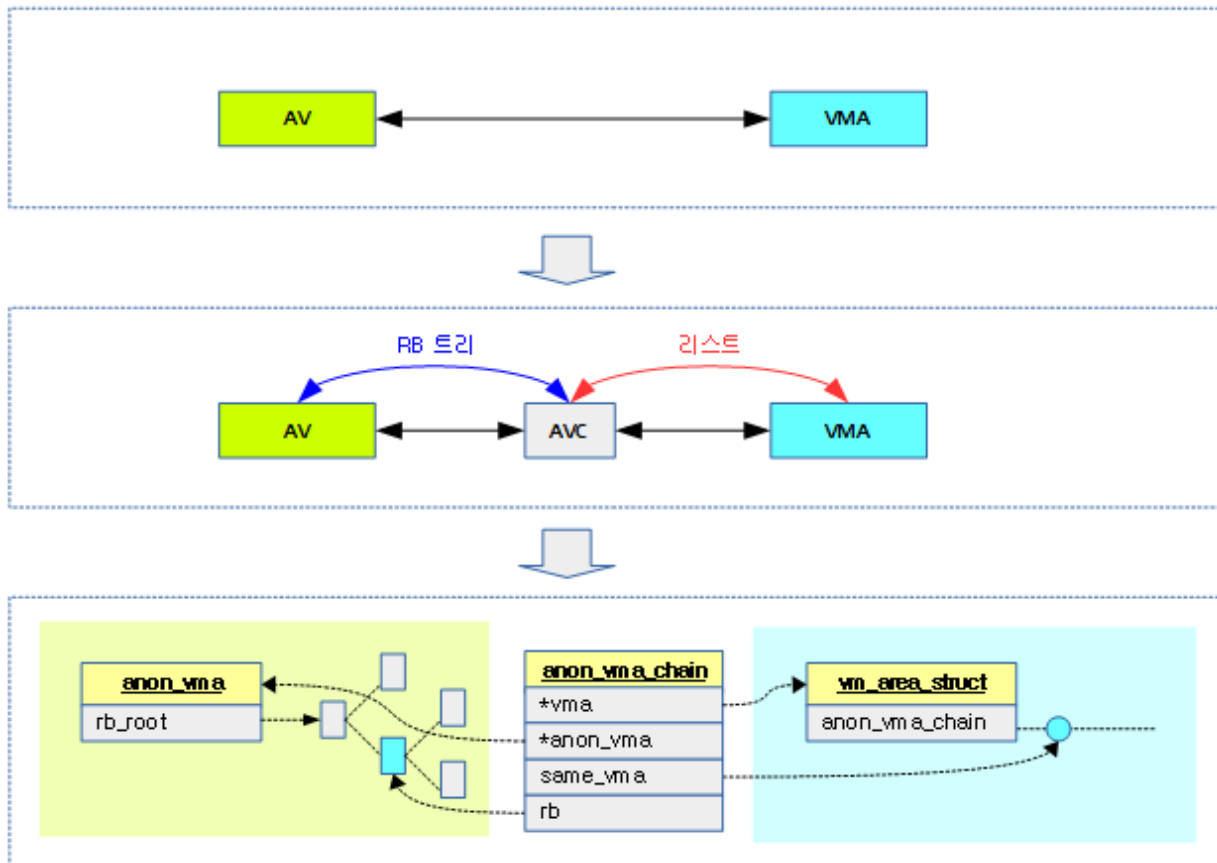 AV
VMA
RB 트리
리스트
AV
AVC
VMA
anon_vma
rb_root
anon_vma_chain
*vma
*anon_vma
same_vma
rb
vm_area_struct
anon_vma_chain